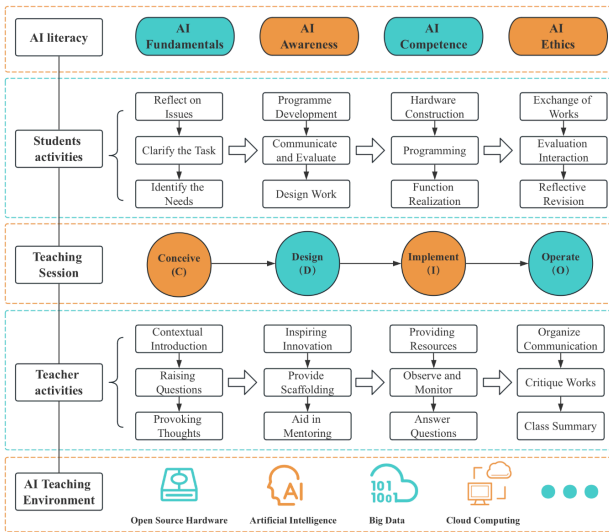 AI literacy
AI
Fundamentals
AI
Awareness
AI
Competence
AI
Ethics
Students
activities
Reflect on
Issues
Clarify the Task
Identify the
Needs
Programme
Development
Communicate
and Evaluate
Design Work
Hardware
Construction
Programming
Function
Realization
Exchange of
Works
Evaluation
Interaction
Reflective
Revision
Teaching
Session
Conceive
(C)
Design
(D)
Implement
(I)
Operate
(O)
Teacher
activities
Contextual
Introduction
Raising
Questions
Provoking
Thoughts
Inspiring
Innovation
Provide
Scaffolding
Aid in
Mentoring
Providing
Resources
Observe and
Monitor
Answer
Questions
Organize
Communication
Critique Works
Class Summary
AI Teaching
Environment
AI
101
1001
Open Source Hardware
Artificial Intelligence
Big Data
Cloud Computing